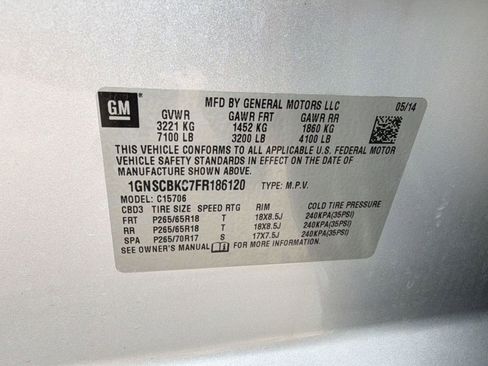 GM
MFD BY GENERAL MOTORS LLC 05/14
GVWR GAWR FRT GAWR RR
3221 KG 1452 KG 1860 KG
7100 LB 3200 LB 4100 LB
THIS VEHICLE CONFORMS TO ALL APPLICABLE U.S. FEDERAL MOTOR
VEHICLE SAFETY STANDARDS IN EFFECT ON THE DATE OF
MANUFACTURE SHOWN ABOVE.
1GNSCBKC7FR186120 TYPE: M.P.V.
MODEL: C15706
CBD3 TIRE SIZE SPEED RTG RIM COLD TIRE PRESSURE
FRT P265/65R18 T 18X8.5J 240KPA(35PSI)
RR P265/65R18 T 18X8.5J 240KPA(35PSI)
SPA P265/70R17 S 17X7.5J 240KPA(35PSI)
SEE OWNER'S MANUAL FOR MORE INFORMATION.